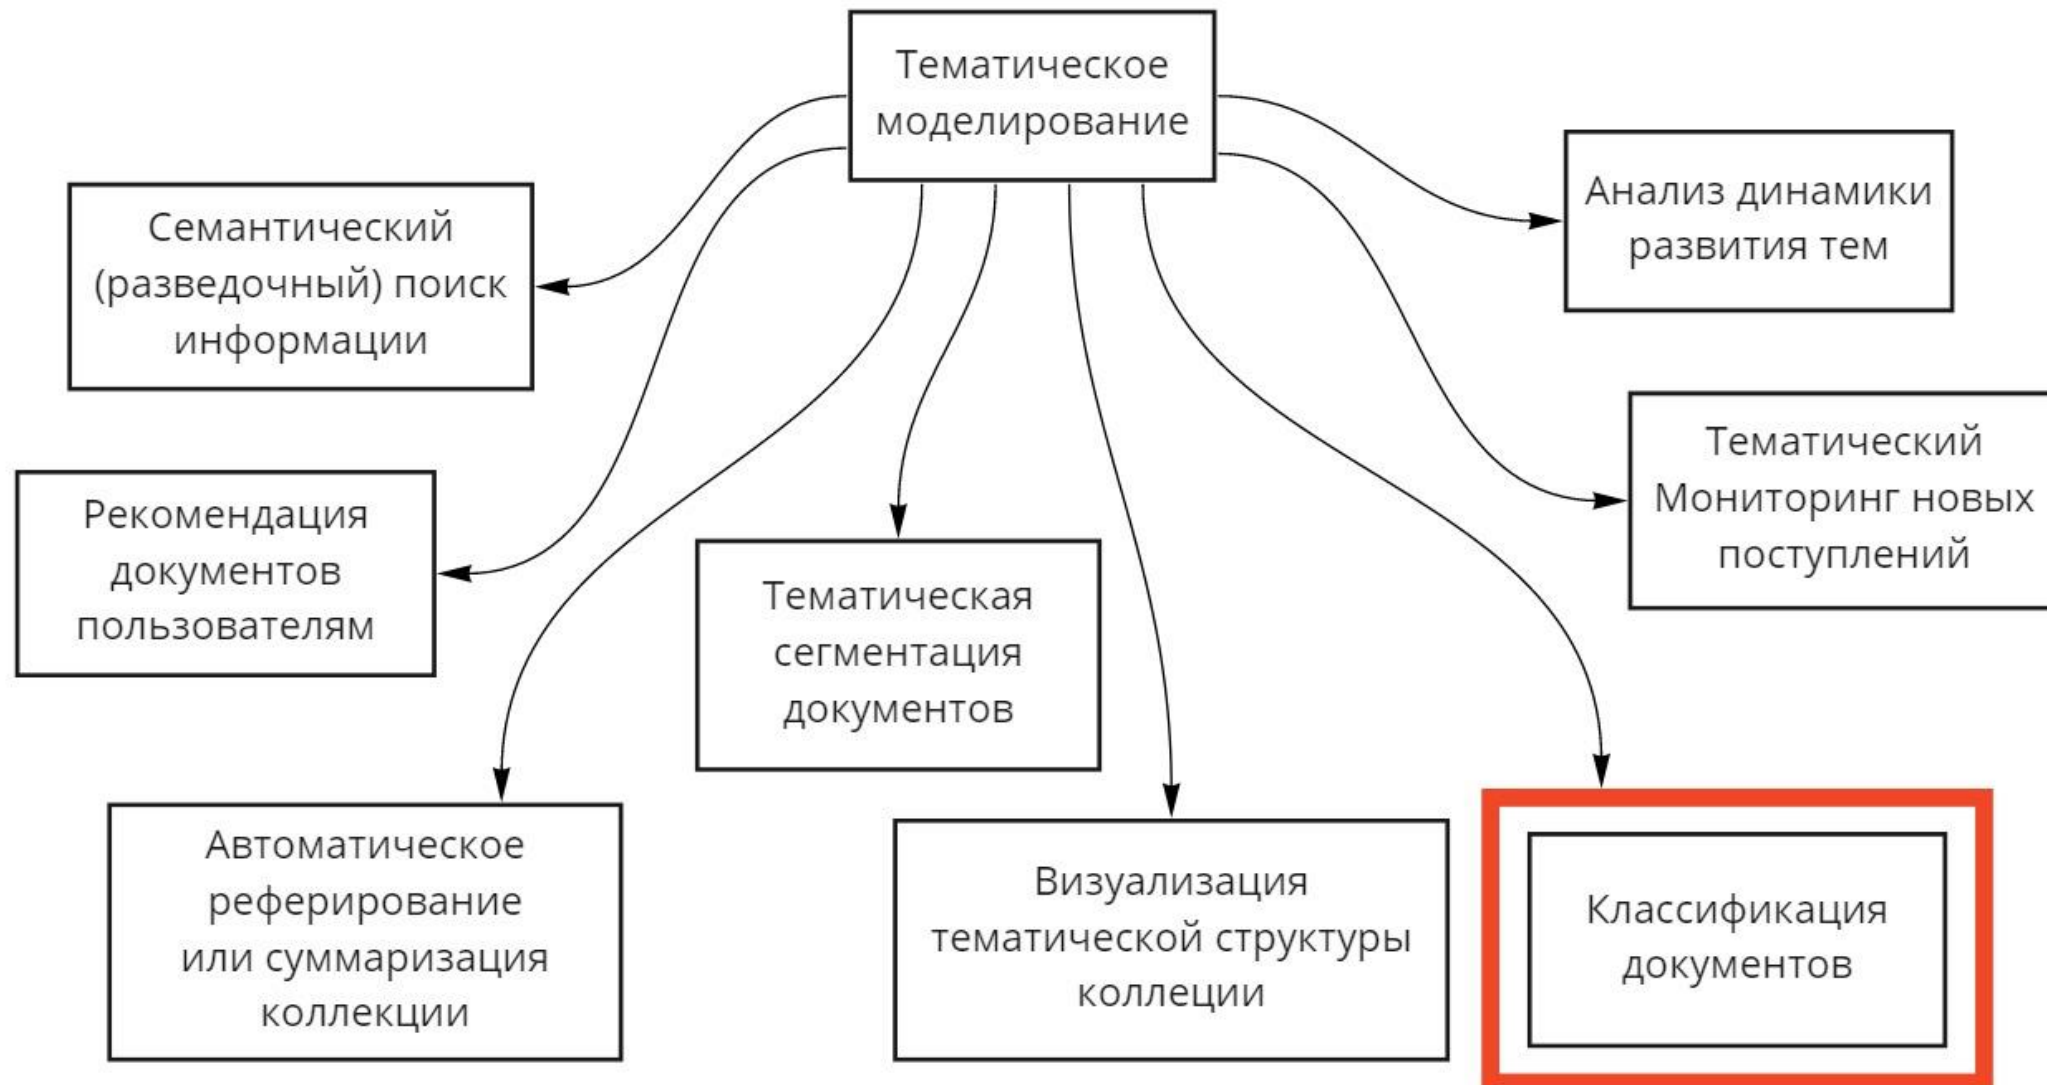 Тематическое
моделирование
Семантический
(разведочный) поиск
информации
Анализ динамики
развития тем
Рекомендация
документов
пользователям
Тематический
Мониторинг новых
поступлений
Тематическая
сегментация
документов
Автоматическое
реферирование
или суммаризация
коллекции
Визуализация
тематической структуры
коллеции
Классификация
документов